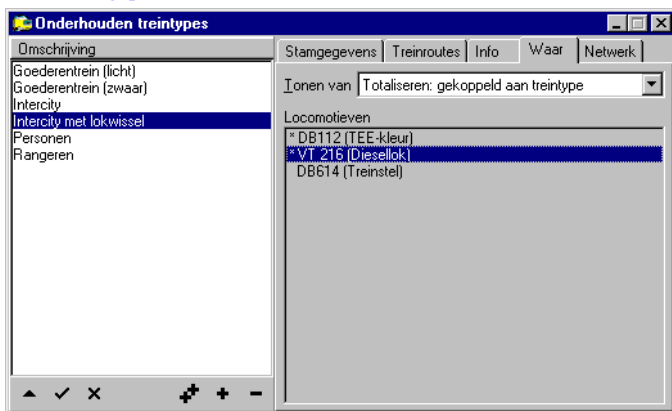 Onderhouden treintypes
Omschrijving
Goederentrein (licht)
Goederentrein (zwaar)
Intercity
Intercity met lokwissel
Personen
Rangeren
Stamgegevens Treinroutes Info Waar Netwerk
Tonen van Totaliseren: gekoppeld aan treintype
Locomotieven
* DB112 (TEE-kleur)
* VT 216 (Diesellok)
DB614 (Treinstel)